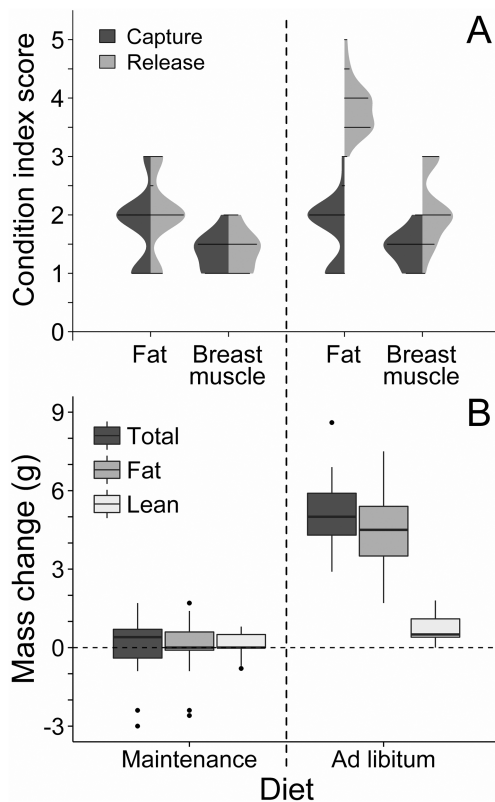 A
Capture
Release
Condition index score
5
4
3
2
1
0
Fat
Breast
muscle
Fat
Breast
muscle
B
Total
Fat
Lean
Mass change (g)
9
6
3
0
-3
Maintenance
Ad libitum
Diet